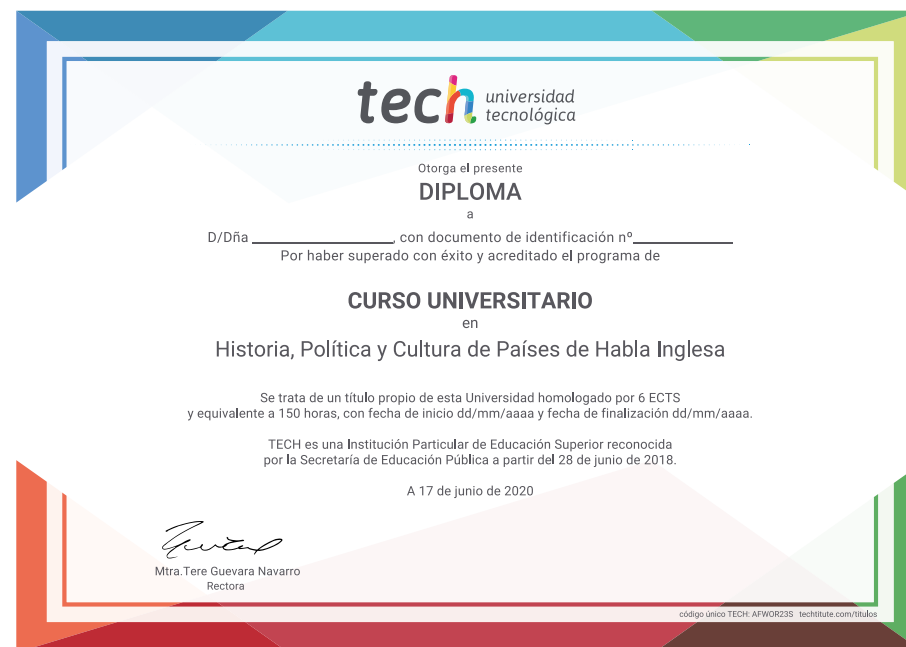 tech universidad
tecnológica
Otorga el presente
DIPLOMA
a
D/Dña ____________________, con documento de identificación nº______________
Por haber superado con éxito y acreditado el programa de
CURSO UNIVERSITARIO
en
Historia, Política y Cultura de Países de Habla Inglesa
Se trata de un título propio de esta Universidad homologado por 6 ECTS
y equivalente a 150 horas, con fecha de inicio dd/mm/aaaa y fecha de finalización dd/mm/aaaa.
TECH es una Institución Particular de Educación Superior reconocida
por la Secretaría de Educación Pública a partir del 28 de junio de 2018.
A 17 de junio de 2020
Mtra.Tere Guevara Navarro
Rectora
código único TECH: AFWOR23S techtitute.com/titulos